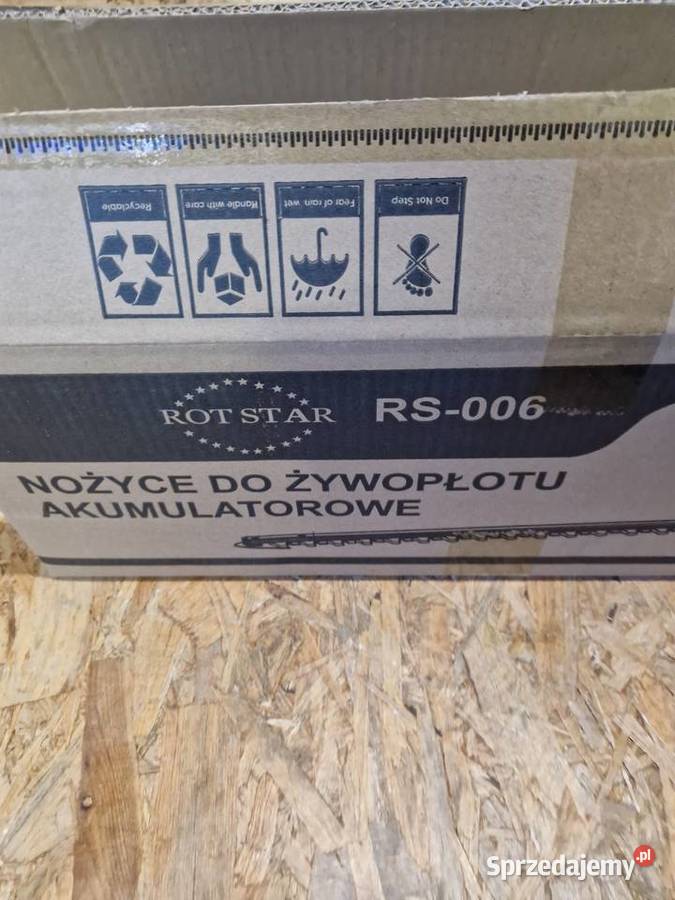 Recyclable
Handle with care
Fear of rain wet
Do Not Step
ROT STAR
RS-006
NOŻYCE DO ŻYWOPŁOTU
AKUMULATOROWE
Sprzedajemy.pl